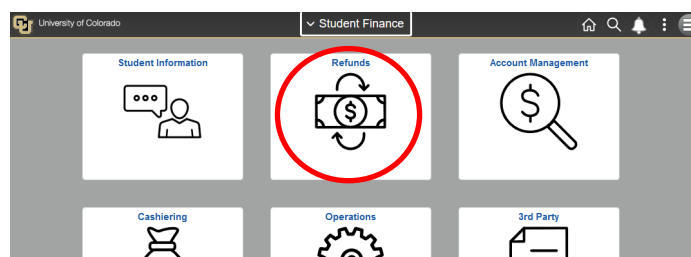 University of Colorado
Student Finance
Student Information
Refunds
Account Management
$
$
Cashiering
Operations
3rd Party